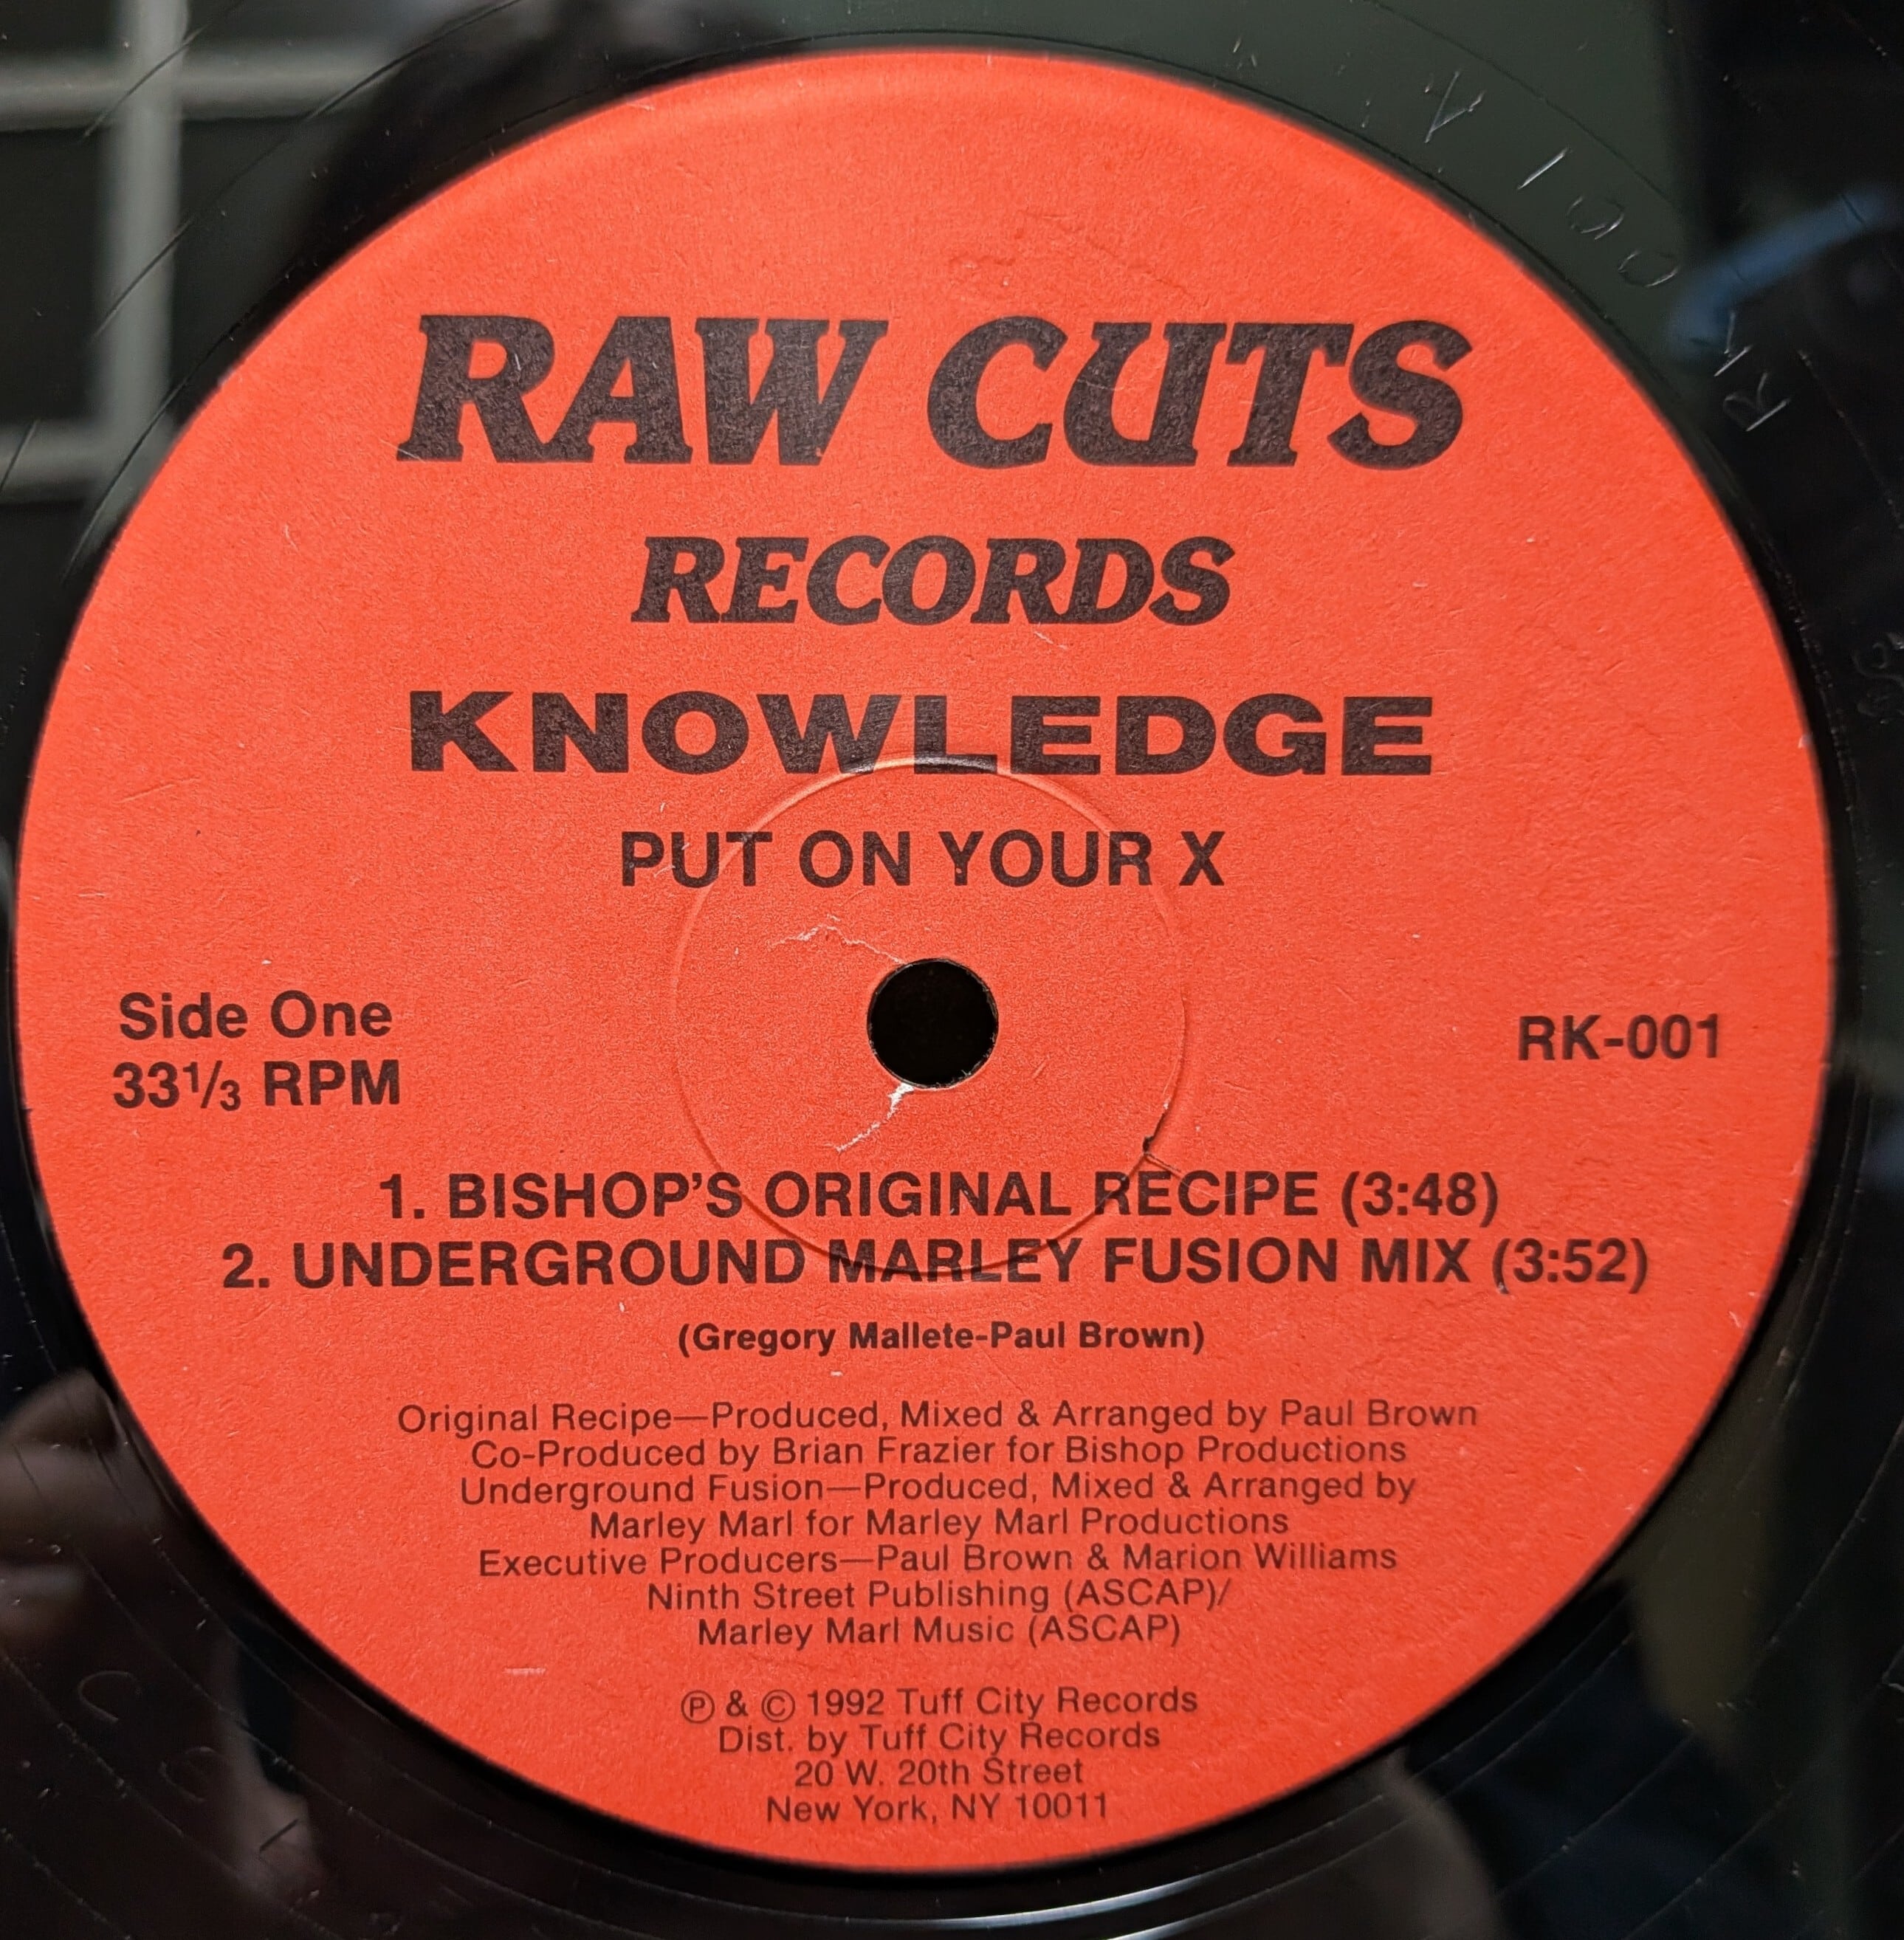 RAW CUTS
RECORDS
KNOWLEDGE
PUT ON YOUR X
Side One
33⅓ RPM
RK-001
1. BISHOP’S ORIGINAL RECIPE (3:48)
2. UNDERGROUND MARLEY FUSION MIX (3:52)
(Gregory Mallete-Paul Brown)
Original Recipe—Produced, Mixed & Arranged by Paul Brown
Co-Produced by Brian Frazier for Bishop Productions
Underground Fusion—Produced, Mixed & Arranged by
Marley Marl for Marley Marl Productions
Executive Producers—Paul Brown & Marion Williams
Ninth Street Publishing (ASCAP)/
Marley Marl Music (ASCAP)
Ⓟ & © 1992 Tuff City Records
Dist. by Tuff City Records
20 W. 20th Street
New York, NY 10011